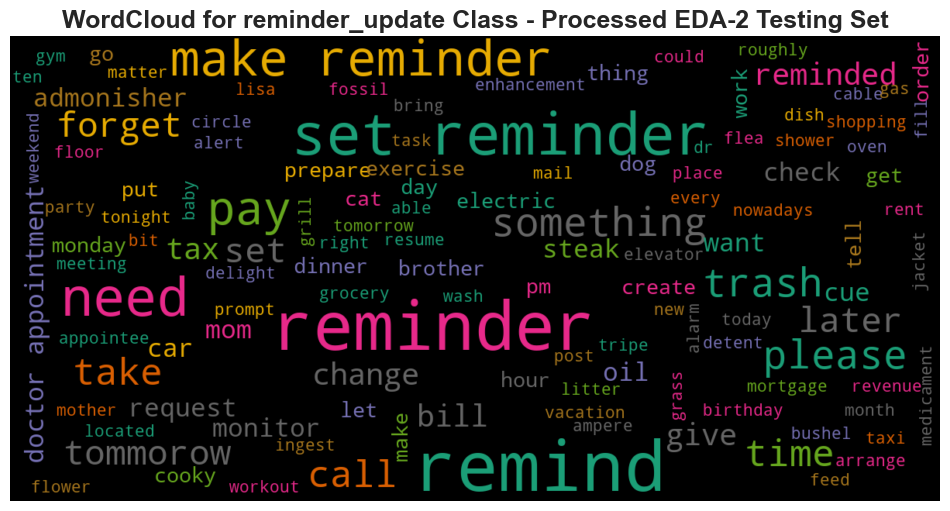 WordCloud for reminder_update Class - Processed EDA-2 Testing Set
gym go make reminder could roughly order
ten matter lisa fossil enhancement thing work reminded cable gas
admonisher bring dish shopping fill
forget circle alert set reminder task dr flea shower oven
floor weekend prepare exercise mail dog place check get
put baby cat day able electric every nowadays rent
party tonight pay grill tomorrow something tell
monday bit tax set right resume steak elevator want jacket
meeting delight dinner brother pm create trash cue
need grocery wash new alarm today later
appointment prompt reminder
appointee car mom post tripe detent please
take change hour oil grass mortgage revenue medicament
doctor mother request let bill litter vacation birthday month
located monitor make ampere give bushel taxi
tommorow ingest call remind time arrange
flower cooky workout feed